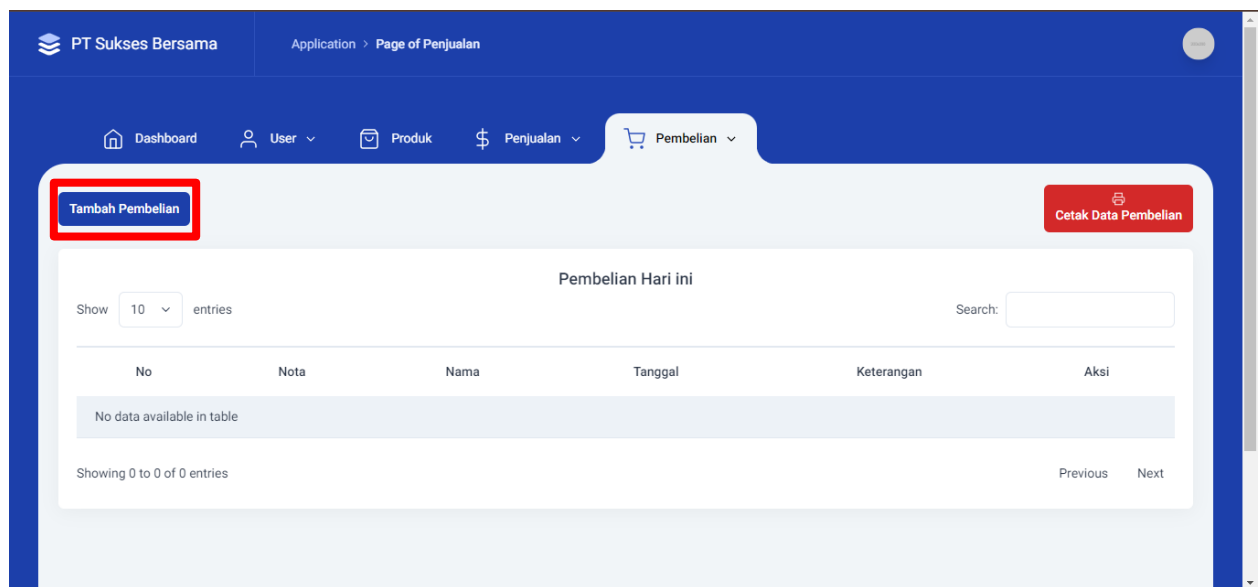 PT Sukses Bersama
Application > Page of Penjualan
Dashboard
User
Produk
Penjualan
Pembelian
Tambah Pembelian
Cetak Data Pembelian
Pembelian Hari ini
Show 10 entries
Search:
No Nota Nama Tanggal Keterangan Aksi
No data available in table
Showing 0 to 0 of 0 entries
Previous Next